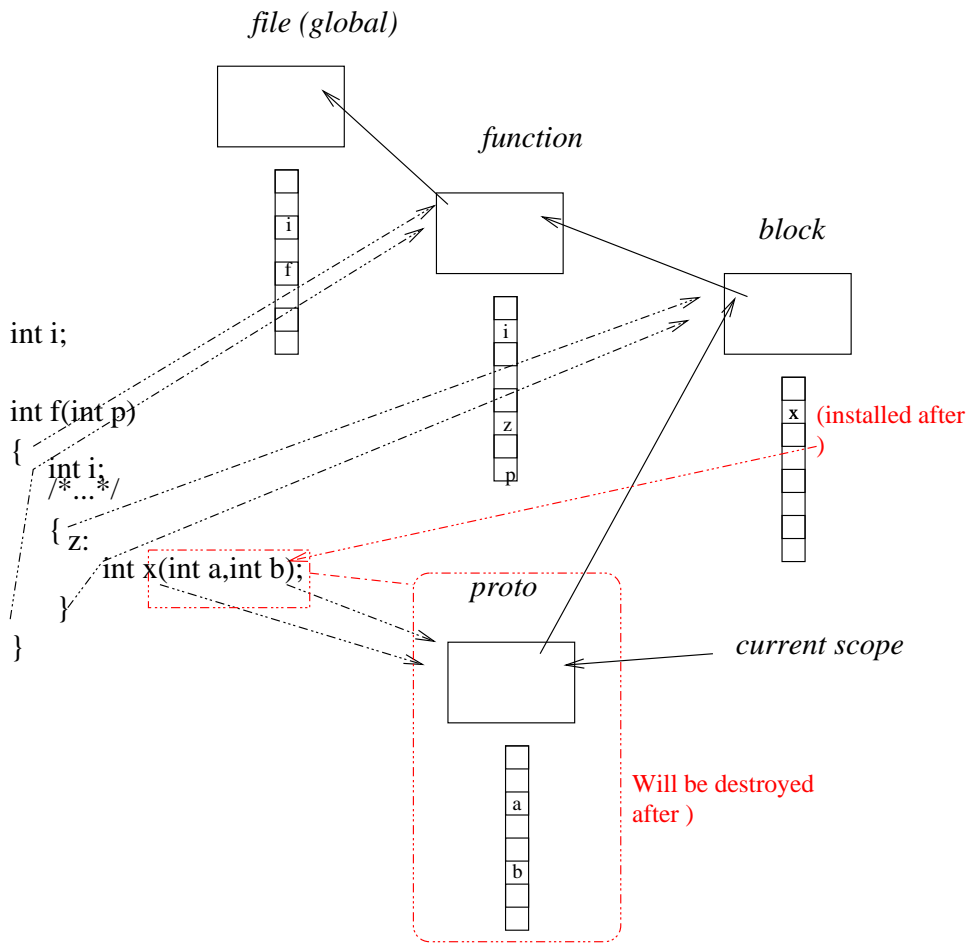 file (global)
function
block
i
f
i
z
p
x
(installed after
)
int i;
int f(int p)
{
int i;
/*...*/
{
z:
int x(int a,int b);
}
}
proto
current scope
a
b
Will be destroyed
after )